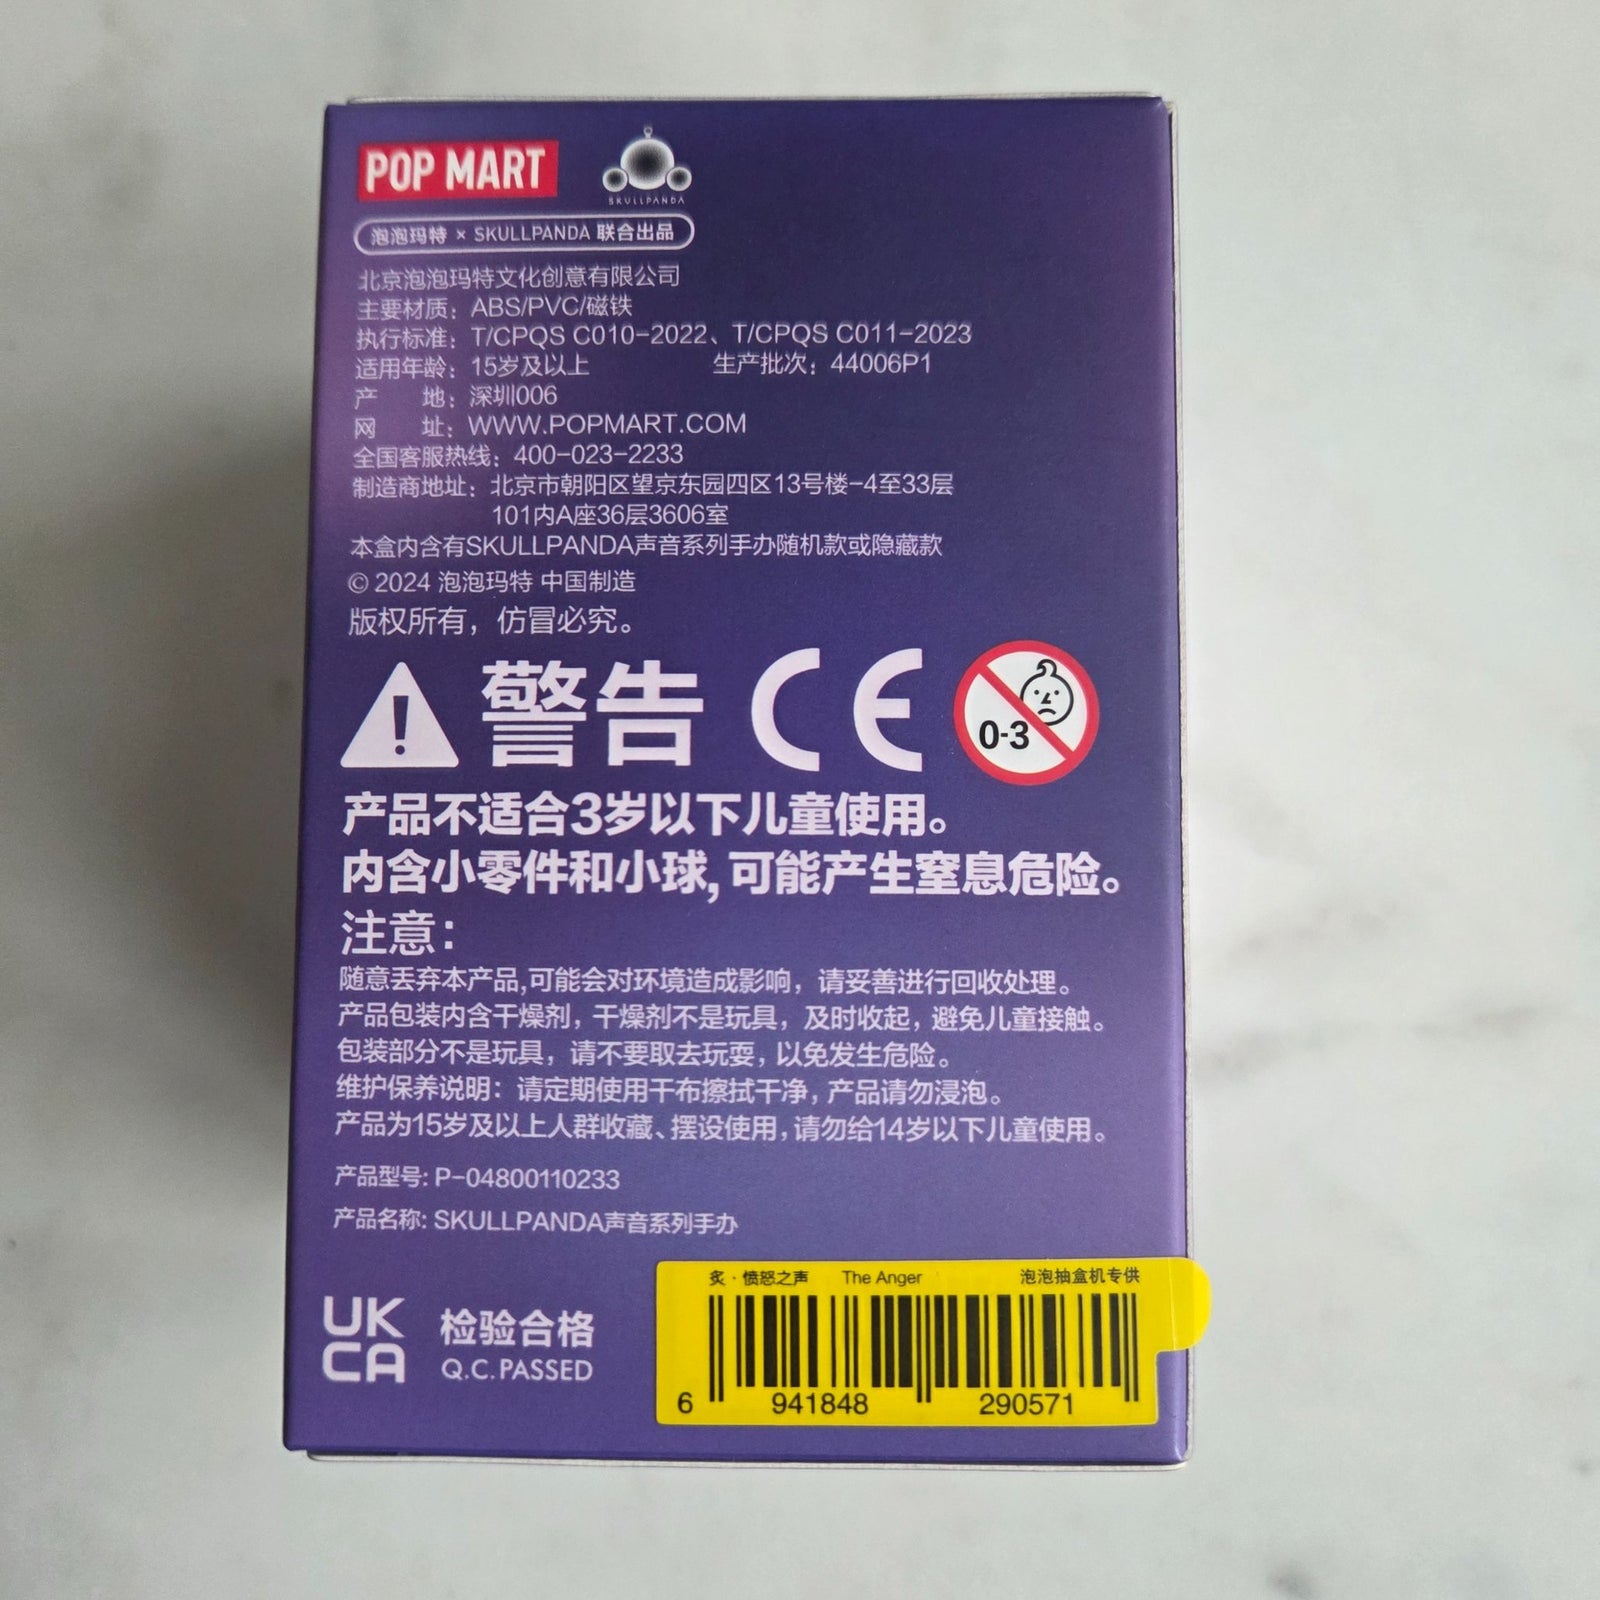 POP MART
SKULLPANDA
泡泡玛特 × SKULLPANDA 联合出品
北京泡泡玛特文化创意有限公司
主要材质：ABS/PVC/磁铁
执行标准：T/CPQS C010-2022、T/CPQS C011-2023
适用年龄：15岁及以上 生产批次：44006P1
产 地：深圳006
网 址：WWW.POPMART.COM
全国客服热线：400-023-2233
制造商地址：北京市朝阳区望京东园四区13号楼-4至33层
101内A座36层3606室
本盒内含有SKULLPANDA声音系列手办随机款或隐藏款
© 2024 泡泡玛特 中国制造
版权所有，仿冒必究。
! 警告 CE 0-3
产品不适合3岁以下儿童使用。
内含小零件和小球,可能产生窒息危险。
注意：
随意丢弃本产品,可能会对环境造成影响，请妥善进行回收处理。
产品包装内含干燥剂，干燥剂不是玩具，及时收起，避免儿童接触。
包装部分不是玩具，请不要取去玩耍，以免发生危险。
维护保养说明：请定期使用干布擦拭干净，产品请勿浸泡。
产品为15岁及以上人群收藏、摆设使用，请勿给14岁以下儿童使用。
产品型号: P-04800110233
产品名称: SKULLPANDA声音系列手办
UK
CA
检验合格
Q.C.PASSED
炙·愤怒之声 The Anger 泡泡抽盒机专供
6 941848 290571